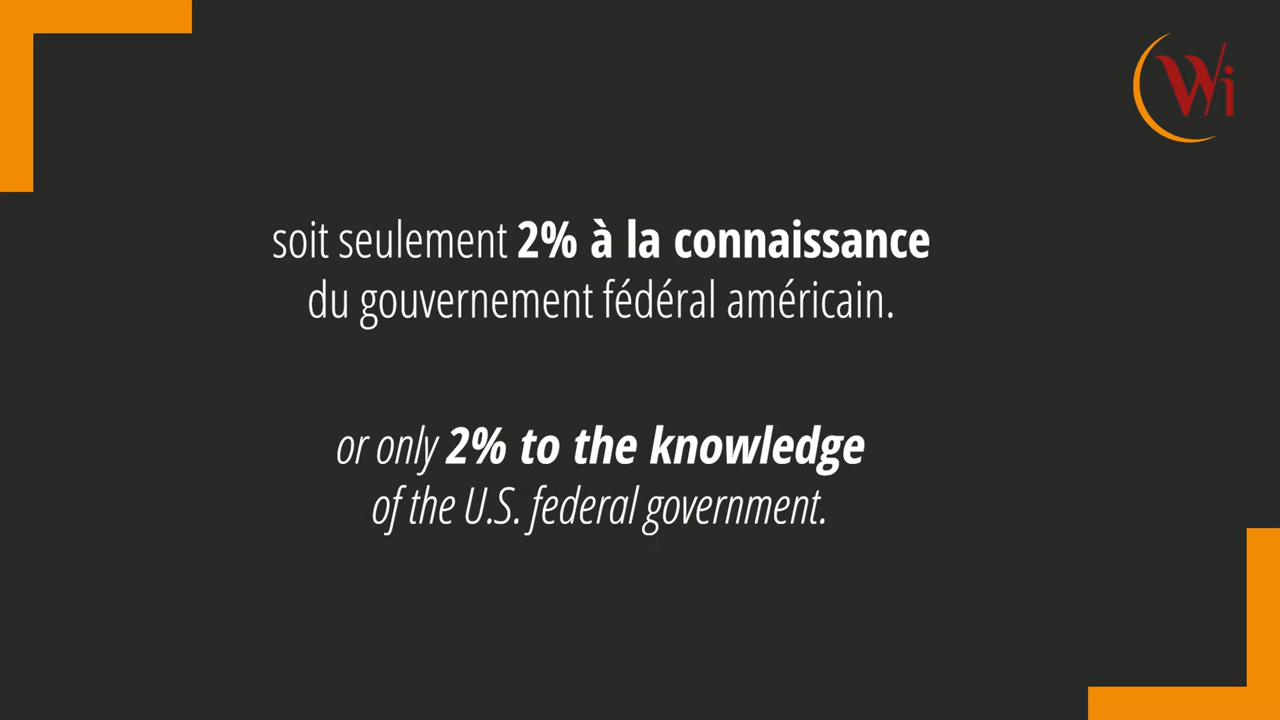 Wi
soit seulement 2% à la connaissance
du gouvernement fédéral américain.
or only 2% to the knowledge
of the U.S. federal government.